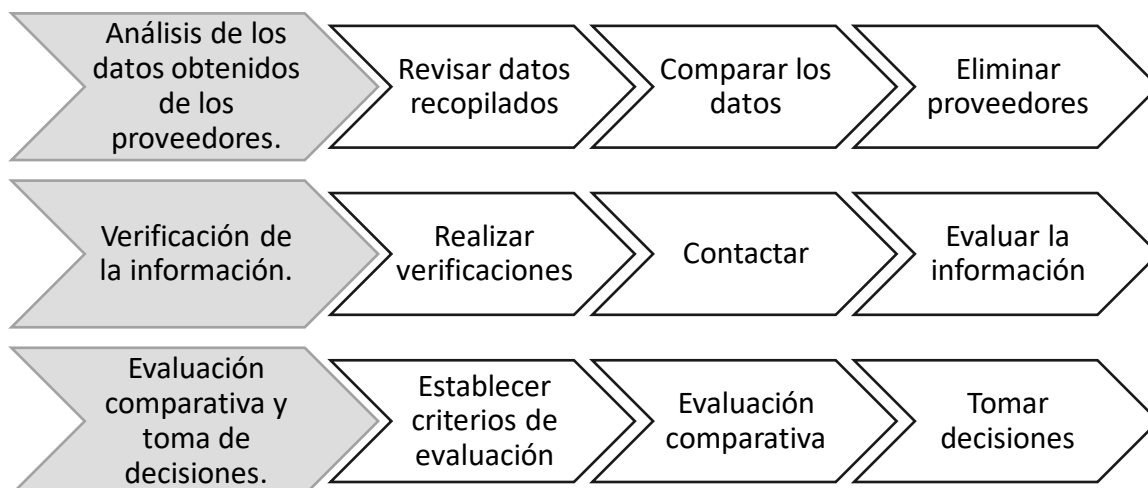 Análisis de los
datos obtenidos
de los
proveedores.
Revisar datos
recopilados
Comparar los
datos
Eliminar
proveedores
Verificación de
la información.
Realizar
verificaciones
Contactar
Evaluar la
información
Evaluación
comparativa y
toma de
decisiones.
Establecer
criterios de
evaluación
Evaluación
comparativa
Tomar
decisiones